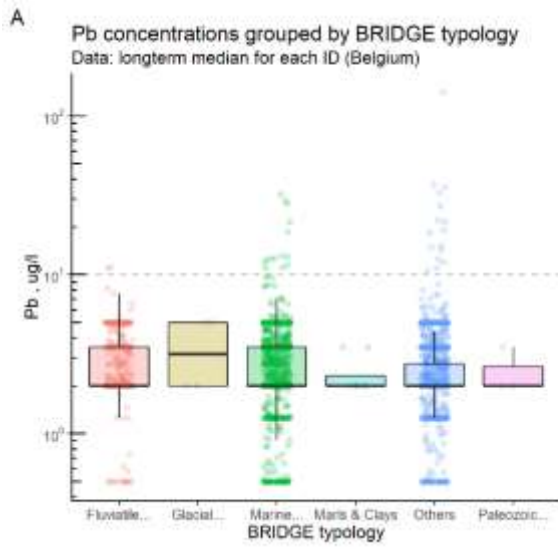 A
Pb concentrations grouped by BRIDGE typology
Data: longterm median for each ID (Belgium)
Pb , ug/l
10²
10¹
10⁰
Fluviatile... Glacial... Marine... Marls & Clays Others Paleozoic...
BRIDGE typology